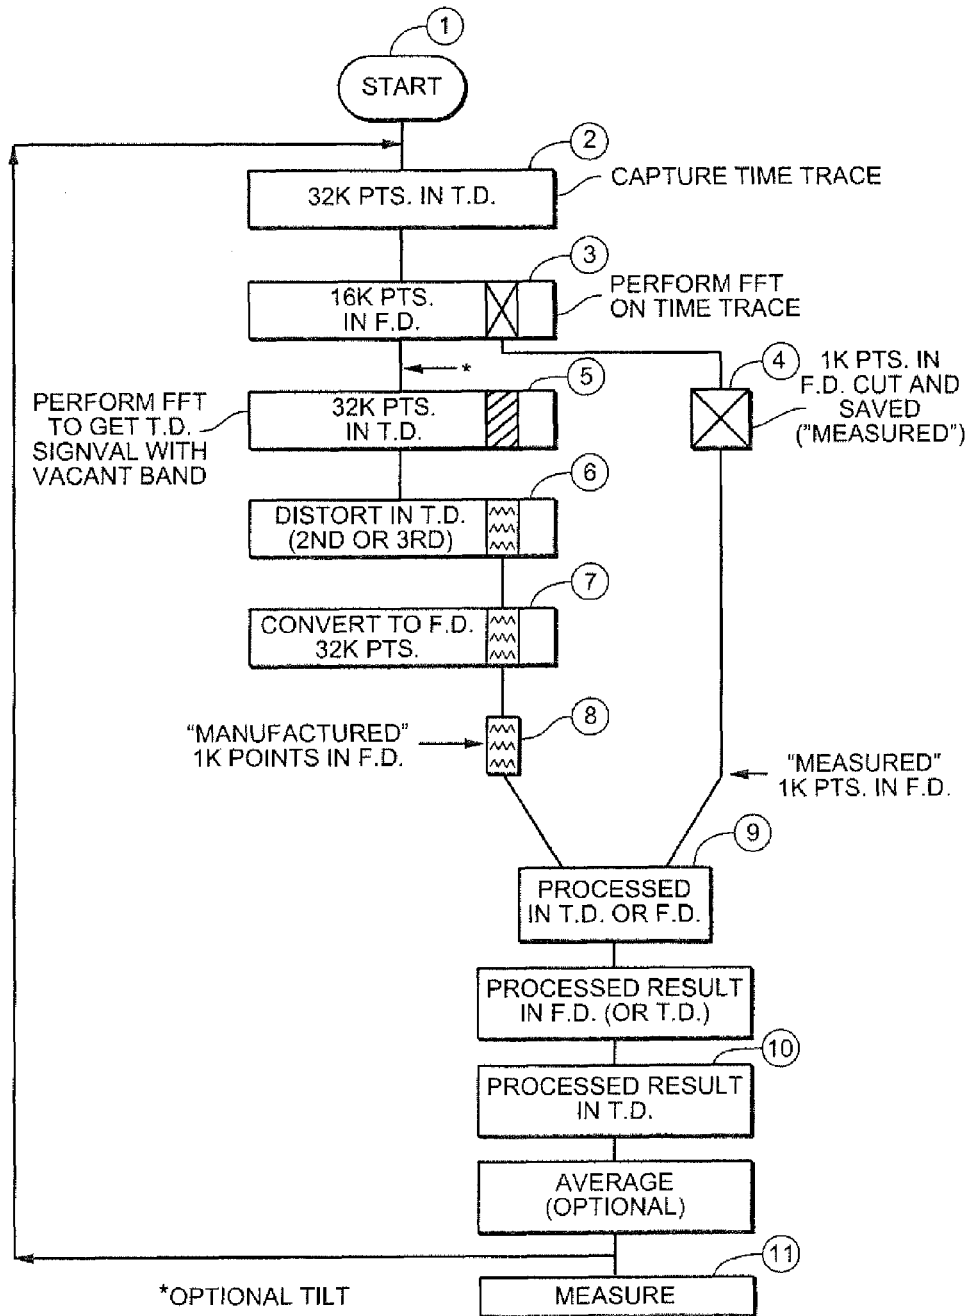 1
START
2
32K PTS. IN T.D.
CAPTURE TIME TRACE
3
16K PTS.
IN F.D.
PERFORM FFT
ON TIME TRACE
*
4
1K PTS. IN
F.D. CUT AND
SAVED
("MEASURED")
5
32K PTS.
IN T.D.
PERFORM FFT
TO GET T.D.
SIGNVAL WITH
VACANT BAND
6
DISTORT IN T.D.
(2ND OR 3RD)
7
CONVERT TO F.D.
32K PTS.
8
"MANUFACTURED"
1K POINTS IN F.D.
"MEASURED"
1K PTS. IN F.D.
9
PROCESSED
IN T.D. OR F.D.
PROCESSED RESULT
IN F.D. (OR T.D.)
10
PROCESSED RESULT
IN T.D.
AVERAGE
(OPTIONAL)
11
MEASURE
*OPTIONAL TILT